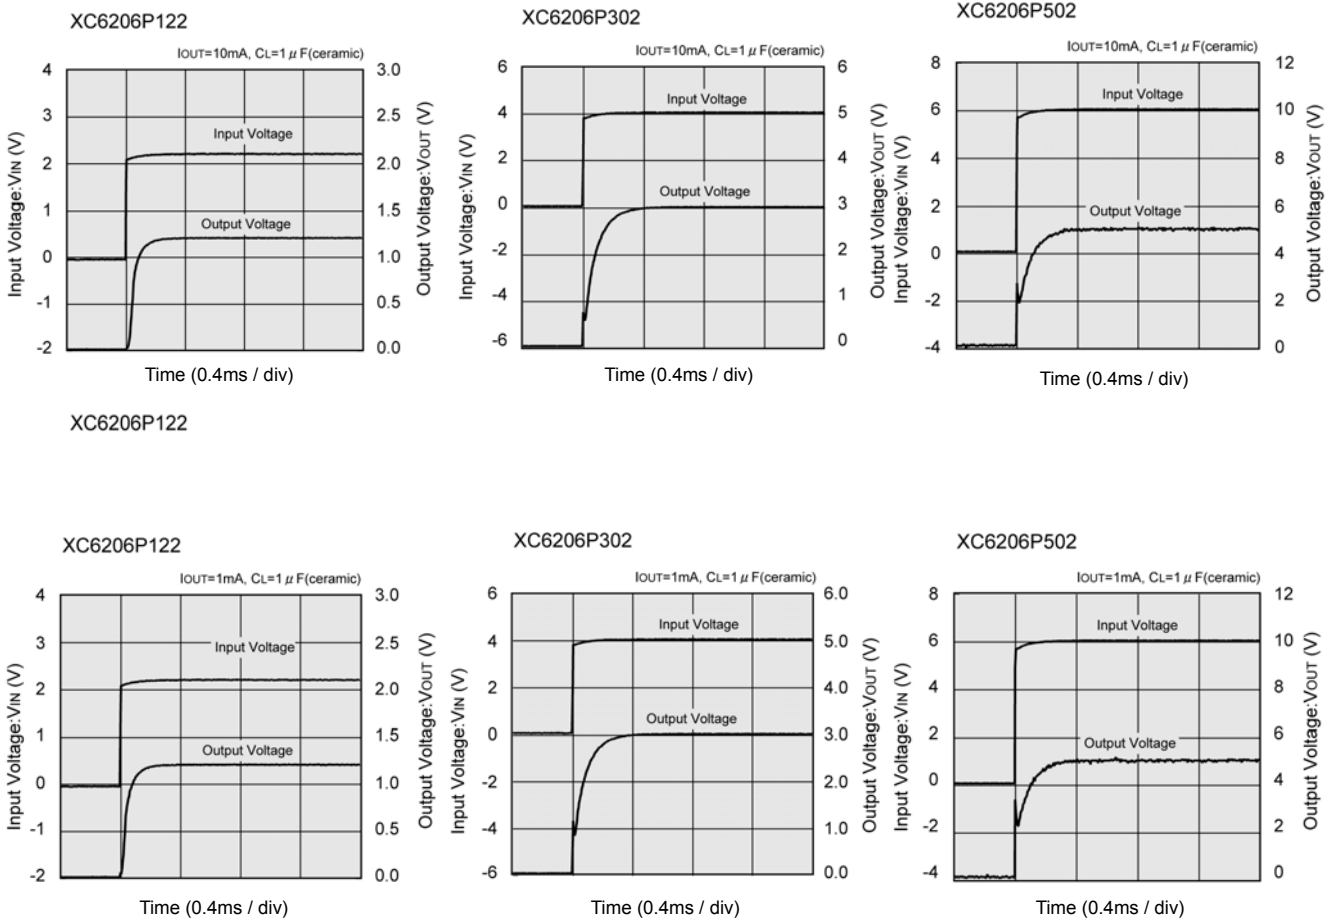 XC6206P122
IOUT=10mA, CL=1 μ F(ceramic)
4
3
2
1
0
-1
-2
Input Voltage:VIN (V)
3.0
2.5
2.0
1.5
1.0
0.5
0.0
Output Voltage:VOUT (V)
Input Voltage
Output Voltage
Time (0.4ms / div)
XC6206P302
IOUT=10mA, CL=1 μ F(ceramic)
6
4
2
0
-2
-4
-6
Input Voltage:VIN (V)
6
5
4
3
2
1
0
Output Voltage:VOUT (V)
Input Voltage
Output Voltage
Time (0.4ms / div)
XC6206P502
IOUT=10mA, CL=1 μ F(ceramic)
8
6
4
2
0
-2
-4
Input Voltage:VIN (V)
12
10
8
6
4
2
0
Output Voltage:VOUT (V)
Input Voltage
Output Voltage
Time (0.4ms / div)
XC6206P122
XC6206P122
IOUT=1mA, CL=1 μ F(ceramic)
4
3
2
1
0
-1
-2
Input Voltage:VIN (V)
3.0
2.5
2.0
1.5
1.0
0.5
0.0
Output Voltage:VOUT (V)
Input Voltage
Output Voltage
Time (0.4ms / div)
XC6206P302
IOUT=1mA, CL=1 μ F(ceramic)
6
4
2
0
-2
-4
-6
Input Voltage:VIN (V)
6.0
5.0
4.0
3.0
2.0
1.0
0.0
Output Voltage:VOUT (V)
Input Voltage
Output Voltage
Time (0.4ms / div)
XC6206P502
IOUT=1mA, CL=1 μ F(ceramic)
8
6
4
2
0
-2
-4
Input Voltage:VIN (V)
12
10
8
6
4
2
0
Output Voltage:VOUT (V)
Input Voltage
Output Voltage
Time (0.4ms / div)